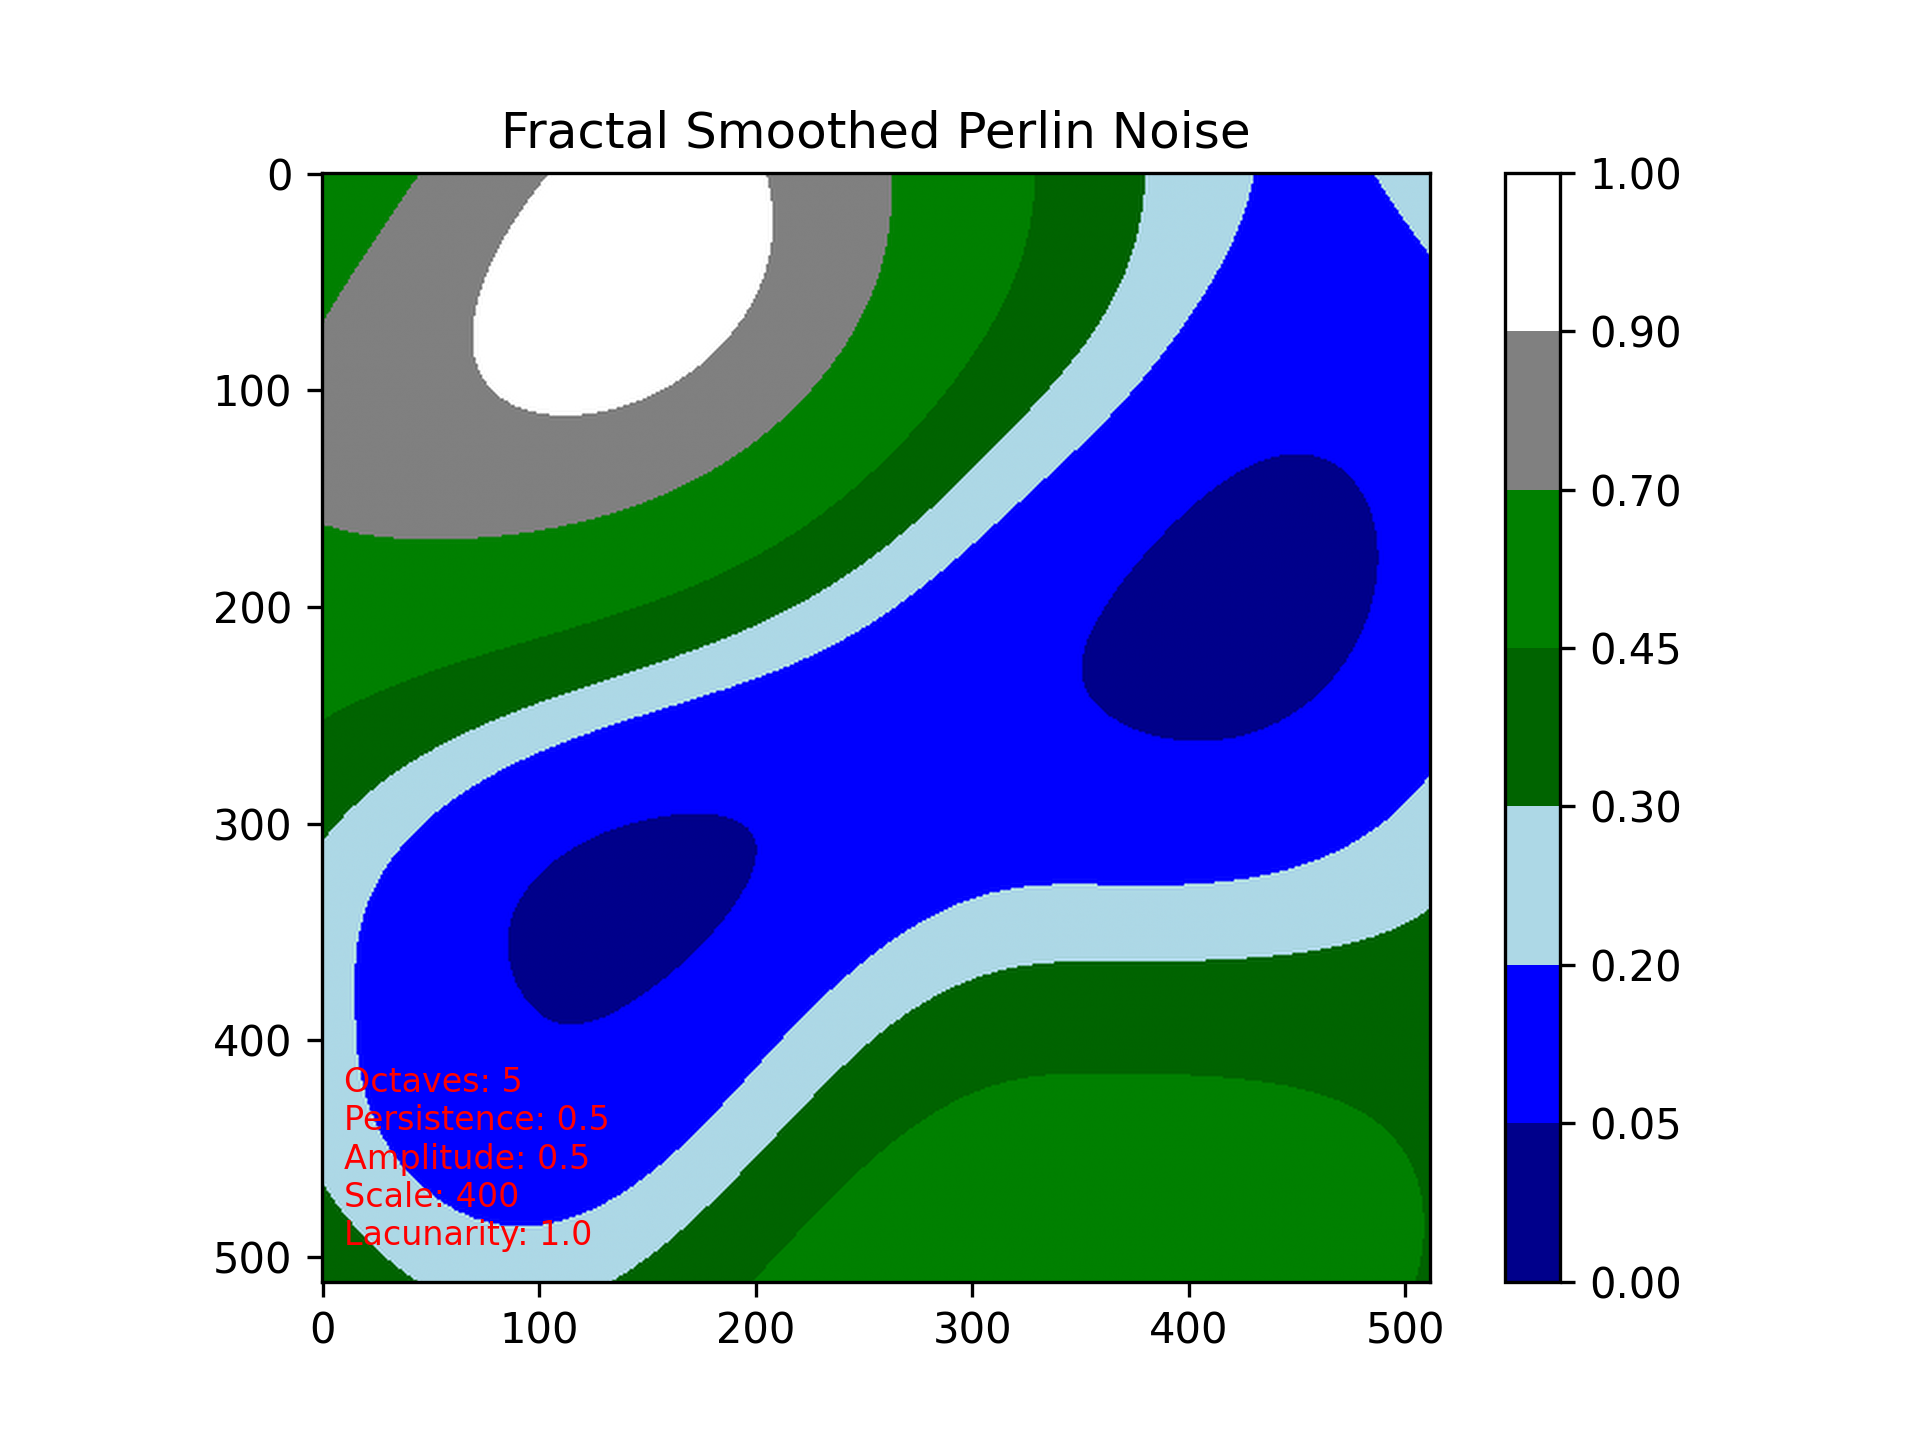 Fractal Smoothed Perlin Noise
0
100
200
300
400
500
0 100 200 300 400 500
Octaves: 5
Persistence: 0.5
Amplitude: 0.5
Scale: 400
Lacunarity: 1.0
1.00
0.90
0.70
0.45
0.30
0.20
0.05
0.00